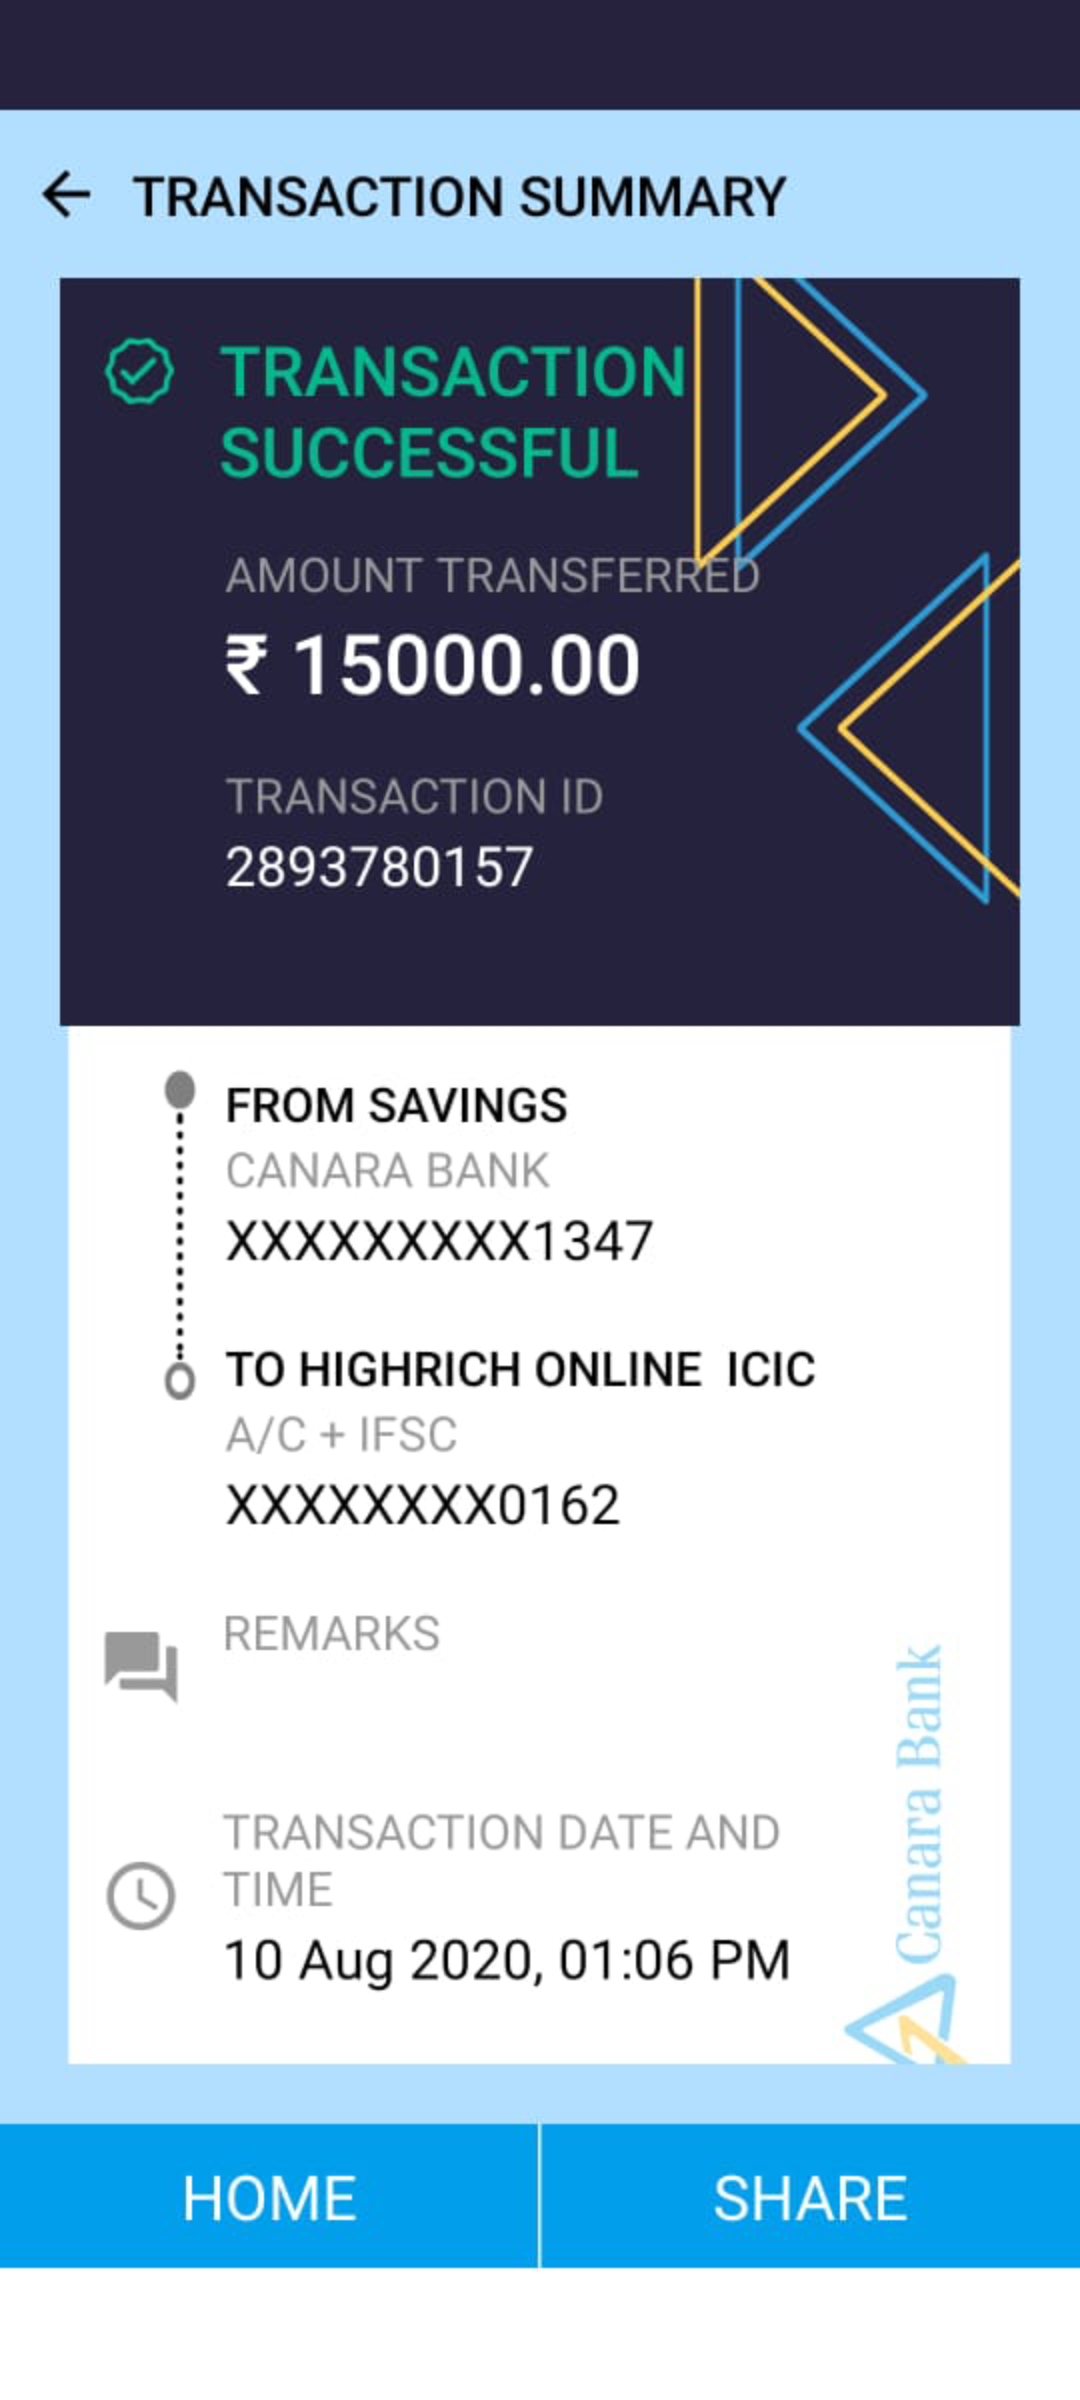 TRANSACTION SUMMARY
TRANSACTION
SUCCESSFUL
AMOUNT TRANSFERRED
₹ 15000.00
TRANSACTION ID
2893780157
FROM SAVINGS
CANARA BANK
XXXXXXXXX1347
TO HIGHRICH ONLINE  ICIC
A/C + IFSC
XXXXXXXX0162
REMARKS
TRANSACTION DATE AND
TIME
10 Aug 2020, 01:06 PM
Canara Bank
HOME
SHARE